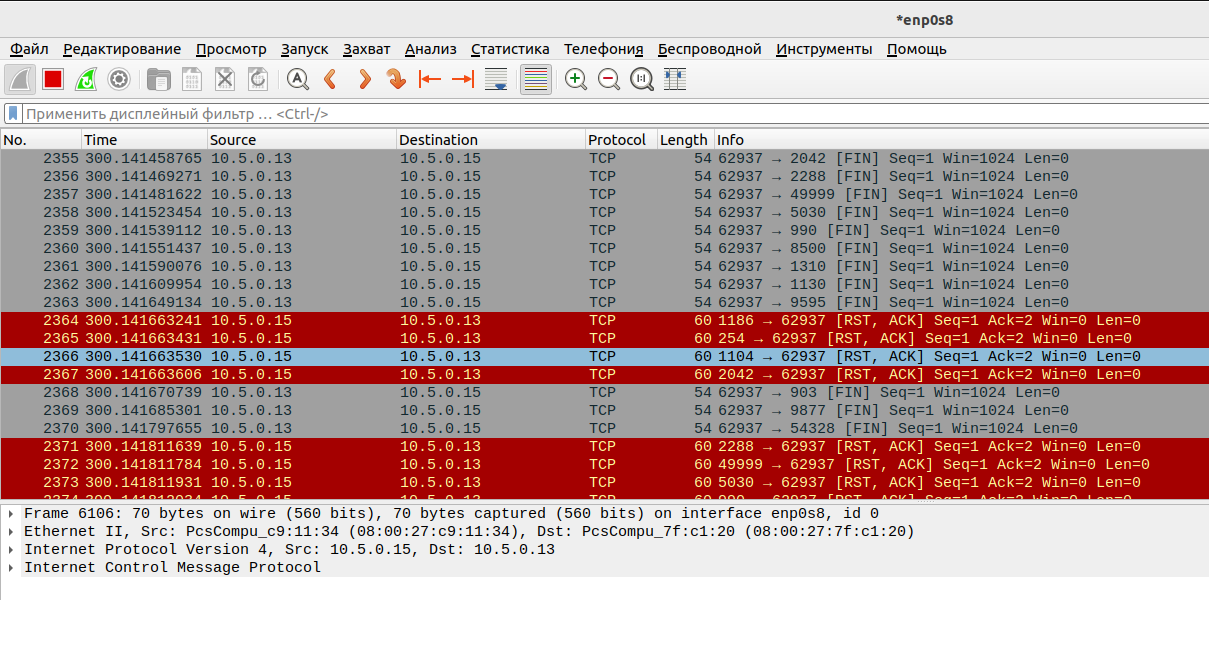 *enp0s8
Файл Редактирование Просмотр Запуск Захват Анализ Статистика Телефония Беспроводной Инструменты Помощь
Применить дисплейный фильтр … <Ctrl-/>
No. Time Source Destination Protocol Length Info
2355 300.141458765 10.5.0.13 10.5.0.15 TCP 54 62937 → 2042 [FIN] Seq=1 Win=1024 Len=0
2356 300.141469271 10.5.0.13 10.5.0.15 TCP 54 62937 → 2288 [FIN] Seq=1 Win=1024 Len=0
2357 300.141481622 10.5.0.13 10.5.0.15 TCP 54 62937 → 49999 [FIN] Seq=1 Win=1024 Len=0
2358 300.141523454 10.5.0.13 10.5.0.15 TCP 54 62937 → 5030 [FIN] Seq=1 Win=1024 Len=0
2359 300.141539112 10.5.0.13 10.5.0.15 TCP 54 62937 → 990 [FIN] Seq=1 Win=1024 Len=0
2360 300.141551437 10.5.0.13 10.5.0.15 TCP 54 62937 → 8500 [FIN] Seq=1 Win=1024 Len=0
2361 300.141590076 10.5.0.13 10.5.0.15 TCP 54 62937 → 1310 [FIN] Seq=1 Win=1024 Len=0
2362 300.141609954 10.5.0.13 10.5.0.15 TCP 54 62937 → 1130 [FIN] Seq=1 Win=1024 Len=0
2363 300.141649134 10.5.0.13 10.5.0.15 TCP 54 62937 → 9595 [FIN] Seq=1 Win=1024 Len=0
2364 300.141663241 10.5.0.15 10.5.0.13 TCP 60 1186 → 62937 [RST, ACK] Seq=1 Ack=2 Win=0 Len=0
2365 300.141663431 10.5.0.15 10.5.0.13 TCP 60 254 → 62937 [RST, ACK] Seq=1 Ack=2 Win=0 Len=0
2366 300.141663530 10.5.0.15 10.5.0.13 TCP 60 1104 → 62937 [RST, ACK] Seq=1 Ack=2 Win=0 Len=0
2367 300.141663606 10.5.0.15 10.5.0.13 TCP 60 2042 → 62937 [RST, ACK] Seq=1 Ack=2 Win=0 Len=0
2368 300.141670739 10.5.0.13 10.5.0.15 TCP 54 62937 → 903 [FIN] Seq=1 Win=1024 Len=0
2369 300.141685301 10.5.0.13 10.5.0.15 TCP 54 62937 → 9877 [FIN] Seq=1 Win=1024 Len=0
2370 300.141797655 10.5.0.13 10.5.0.15 TCP 54 62937 → 54328 [FIN] Seq=1 Win=1024 Len=0
2371 300.141811639 10.5.0.15 10.5.0.13 TCP 60 2288 → 62937 [RST, ACK] Seq=1 Ack=2 Win=0 Len=0
2372 300.141811784 10.5.0.15 10.5.0.13 TCP 60 49999 → 62937 [RST, ACK] Seq=1 Ack=2 Win=0 Len=0
2373 300.141811931 10.5.0.15 10.5.0.13 TCP 60 5030 → 62937 [RST, ACK] Seq=1 Ack=2 Win=0 Len=0
Frame 6106: 70 bytes on wire (560 bits), 70 bytes captured (560 bits) on interface enp0s8, id 0
Ethernet II, Src: PcsCompu_c9:11:34 (08:00:27:c9:11:34), Dst: PcsCompu_7f:c1:20 (08:00:27:7f:c1:20)
Internet Protocol Version 4, Src: 10.5.0.15, Dst: 10.5.0.13
Internet Control Message Protocol